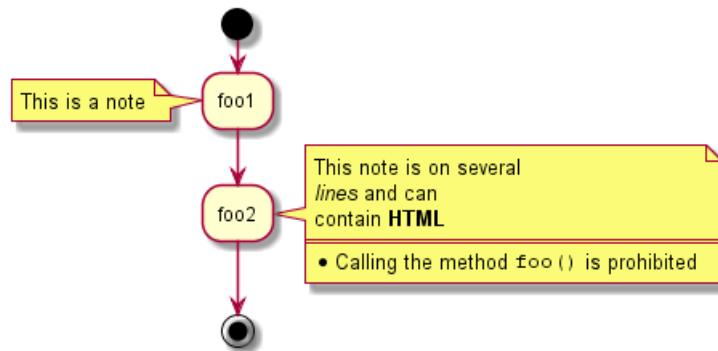 This is a note
foo1
foo2
This note is on several
lines and can
contain HTML
• Calling the method foo() is prohibited